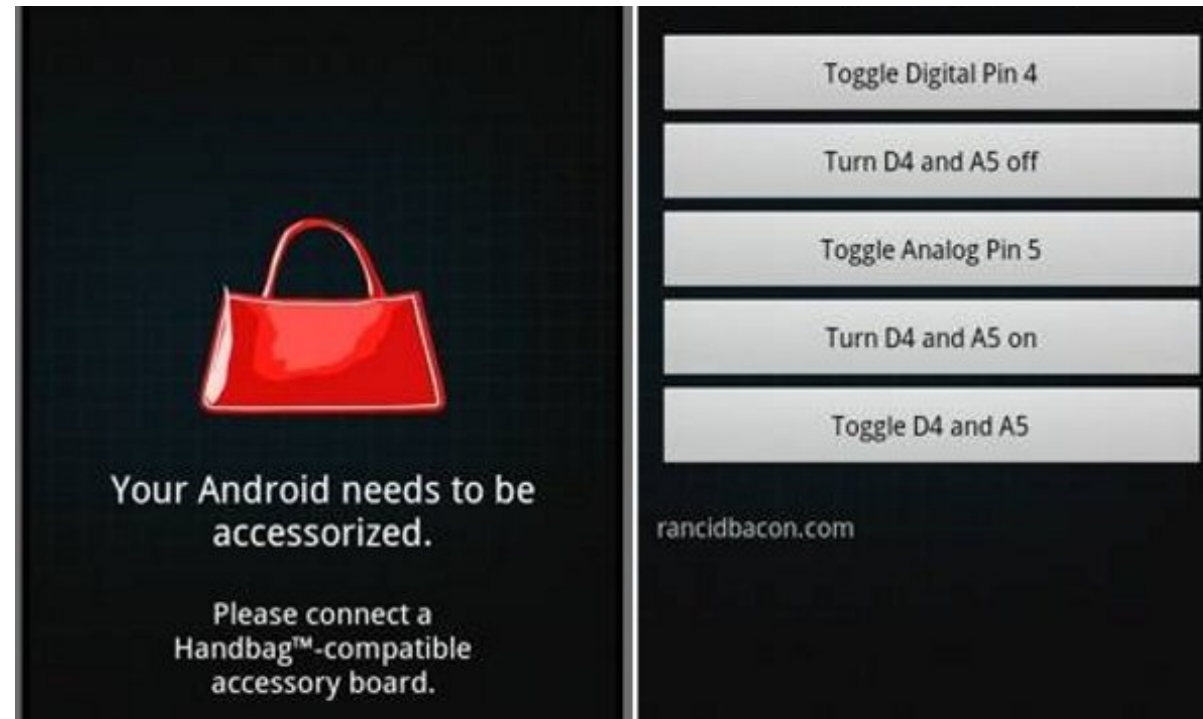 Your Android needs to be
accessorized.
Please connect a
Handbag™-compatible
accessory board.
Toggle Digital Pin 4
Turn D4 and A5 off
Toggle Analog Pin 5
Turn D4 and A5 on
Toggle D4 and A5
rancidbacon.com